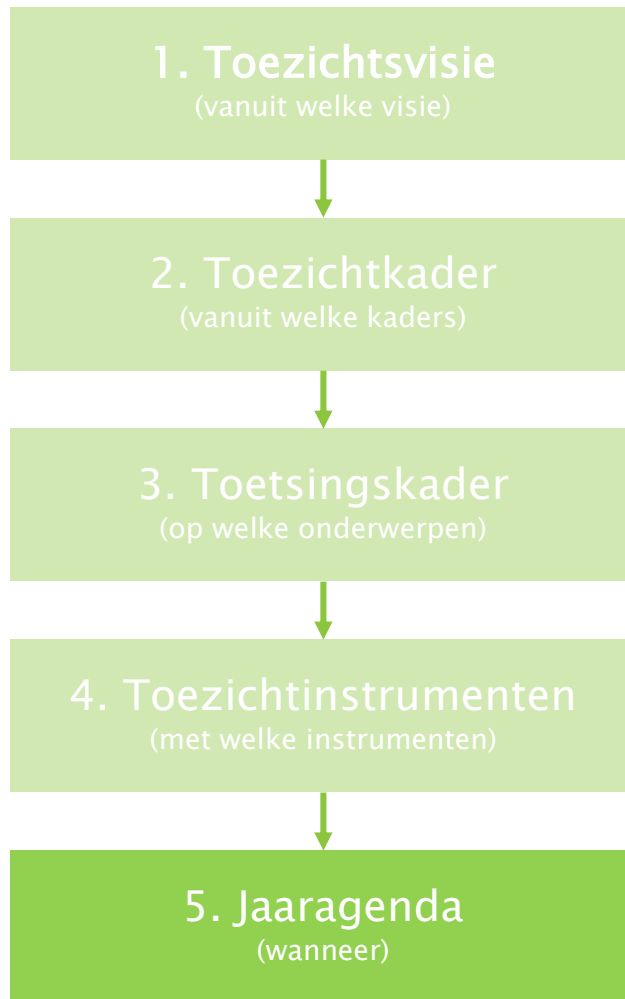 1. Toezichtsvisie
(vanuit welke visie)
2. Toezichtkader
(vanuit welke kaders)
3. Toetsingskader
(op welke onderwerpen)
4. Toezichtinstrumenten
(met welke instrumenten)
5. Jaaragenda
(wanneer)